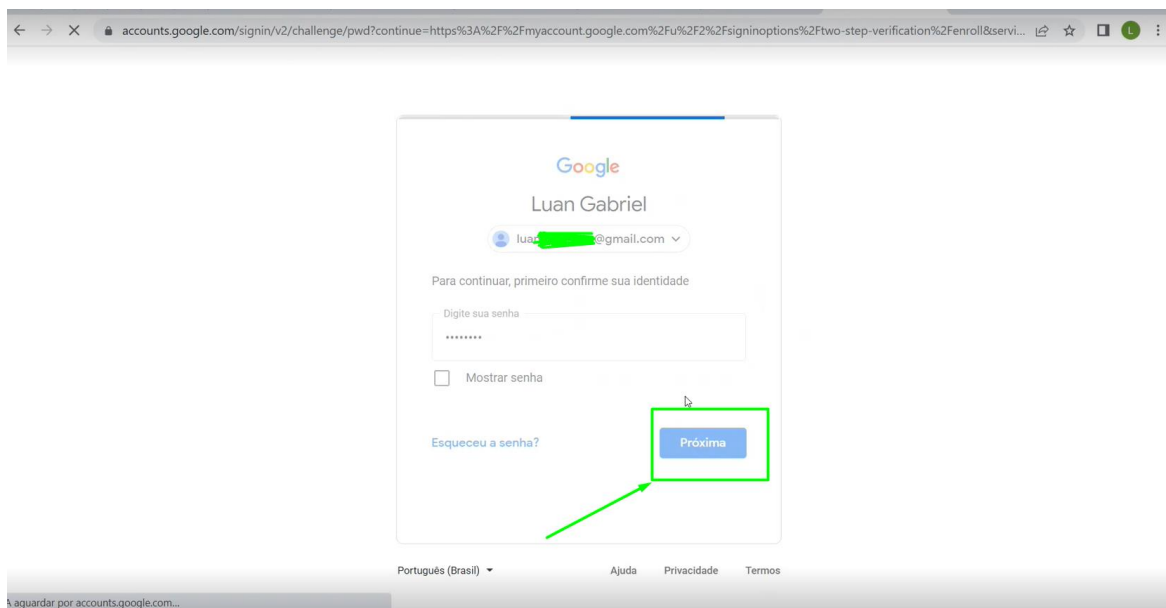 accounts.google.com/signin/v2/challenge/pwd?continue=https%3A%2F%2Fmyaccount.google.com%2Fu%2F2%2Fsigninoptions%2Ftwo-step-verification%2Fenroll&servi...
L
Google
Luan Gabriel
@gmail.com
Para continuar, primeiro confirme sua identidade
Digite sua senha
Mostrar senha
Esqueceu a senha?
Próxima
Português (Brasil)
Ajuda
Privacidade
Termos
A aguardar por accounts.google.com...